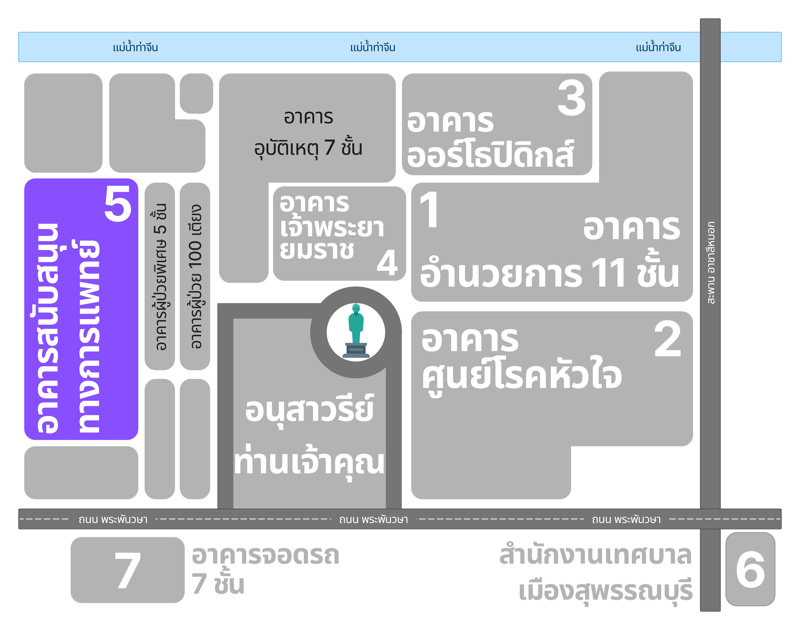 แม่น้ำท่าจีน
แม่น้ำท่าจีน
แม่น้ำท่าจีน
อาคาร
อุบัติเหตุ 7 ชั้น
3
อาคาร
ออร์โธปิดิกส์
5
อาคารสนับสนุน
ทางการแพทย์
อาคารผู้ป่วยพิเศษ 5 ชั้น
อาคารผู้ป่วย 100 เตียง
อาคาร
เจ้าพระยา
ยมราช
4
1
อาคาร
อำนวยการ 11 ชั้น
สะพาน อาชาสีหมอก
อาคาร
ศูนย์โรคหัวใจ
2
อนุสาวรีย์
ท่านเจ้าคุณ
ถนน พระพันวษา
ถนน พระพันวษา
ถนน พระพันวษา
7
อาคารจอดรถ
7 ชั้น
สำนักงานเทศบาล
เมืองสุพรรณบุรี
6